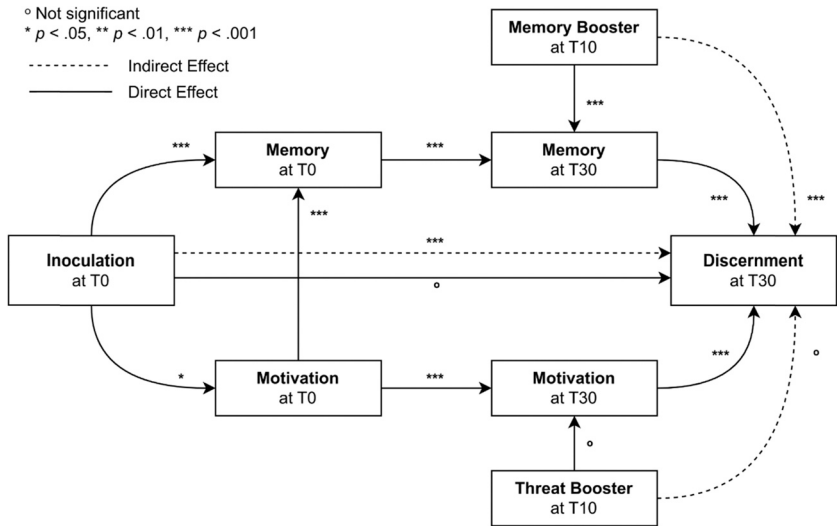 ° Not significant
* p < .05, ** p < .01, *** p < .001
Indirect Effect
Direct Effect
Memory Booster
at T10
***
***
Memory
at T0
***
Memory
at T30
***
***
***
Inoculation
at T0
***
°
Discernment
at T30
*
Motivation
at T0
***
Motivation
at T30
***
°
°
Threat Booster
at T10